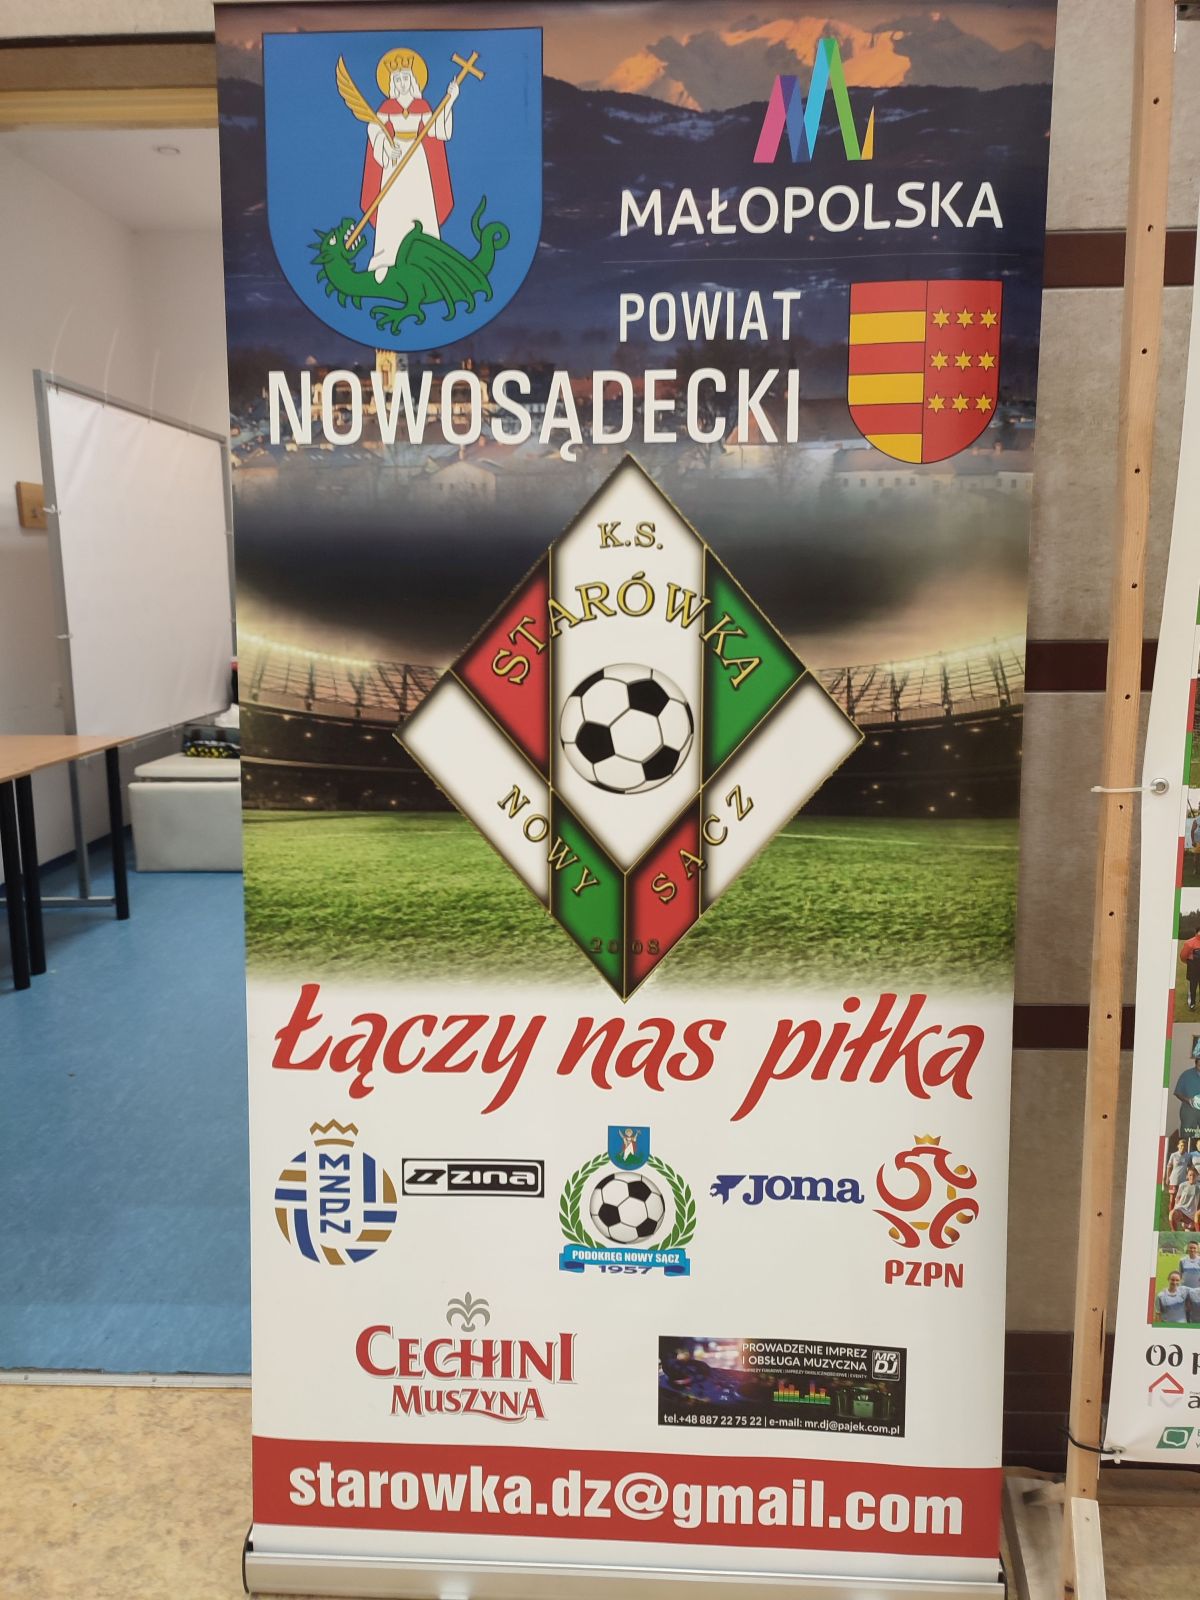 MAŁOPOLSKA
POWIAT
NOWOSĄDECKI
K.S.
STARÓWKA
NOWY SĄCZ
2008
Łączy nas piłka
MZPN
ZINA
PODOKRĘG NOWY SĄCZ
1957
JOMA
PZPN
CECHINI
MUSZYNA
PROWADZENIE IMPREZ
I OBSŁUGA MUZYCZNA
MR DJ
tel.+48 887 22 75 22 | e-mail: mr.dj@pajek.com.pl
starowka.dz@gmail.com
Od